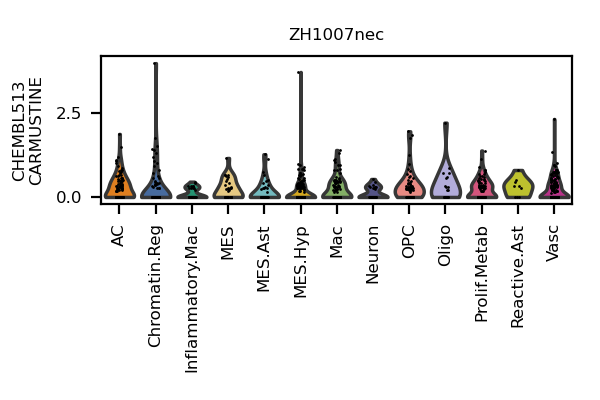 ZH1007nec
CHEMBL513
CARMUSTINE
2.5
0.0
AC
Chromatin.Reg
Inflammatory.Mac
MES
MES.Ast
MES.Hyp
Mac
Neuron
OPC
Oligo
Prolif.Metab
Reactive.Ast
Vasc